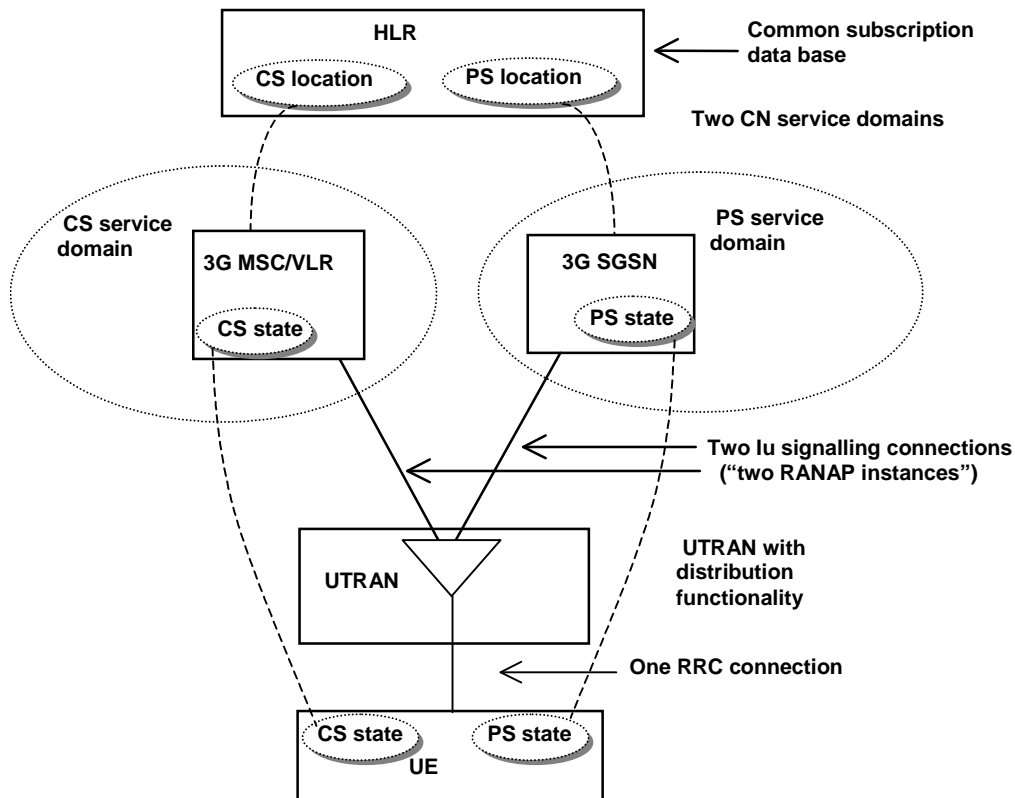 HLR
Common subscription
data base
CS location
PS location
Two CN service domains
CS service
domain
PS service
domain
3G MSC/VLR
3G SGSN
CS state
PS state
Two Iu signalling connections
(“two RANAP instances”)
UTRAN
UTRAN with
distribution
functionality
One RRC connection
CS state
PS state
UE